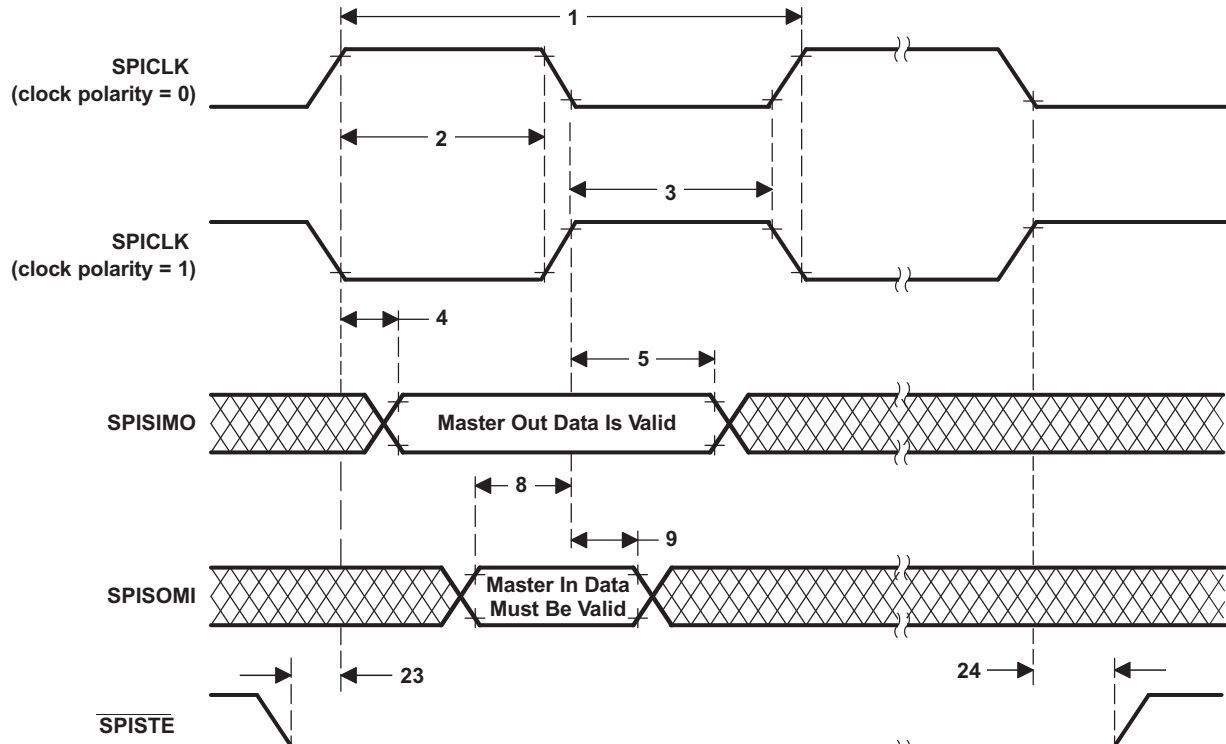 1
SPICLK
(clock polarity = 0)
2
3
SPICLK
(clock polarity = 1)
4
5
SPISIMO
Master Out Data Is Valid
8
9
SPISOMI
Master In Data
Must Be Valid
23
24
SPISTE